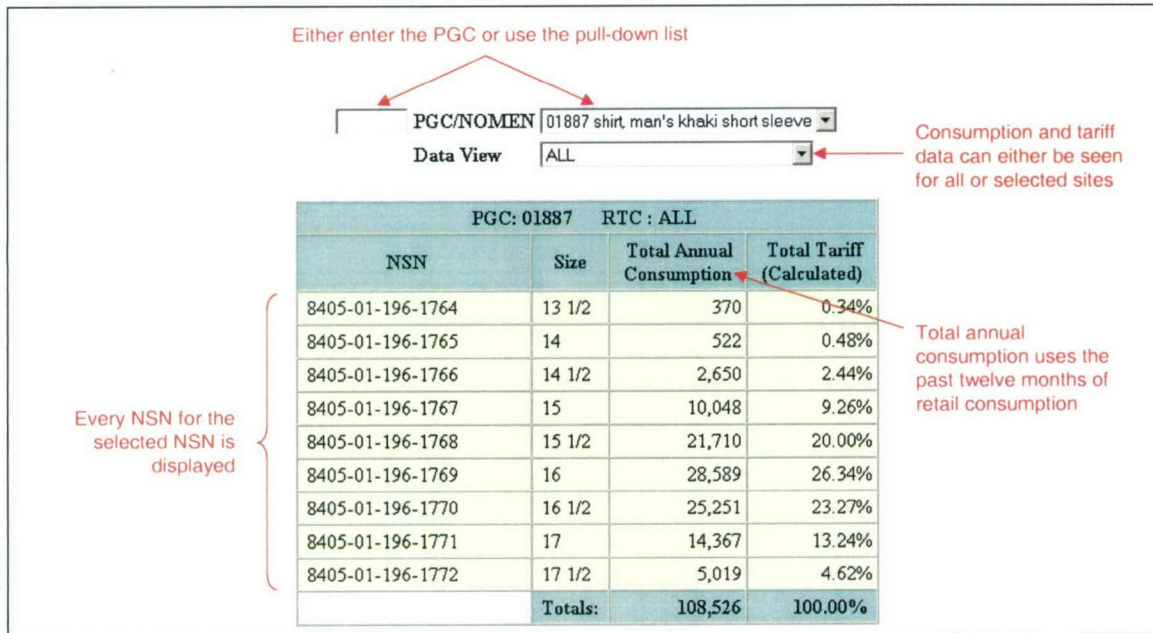 Either enter the PGC or use the pull-down list
PGC/NOMEN 01887 shirt, man's khaki short sleeve
Data View ALL
Consumption and tariff
data can either be seen
for all or selected sites
PGC: 01887 RTC : ALL
NSN Size Total Annual Consumption Total Tariff (Calculated)
8405-01-196-1764 13 1/2 370 0.34%
8405-01-196-1765 14 522 0.48%
8405-01-196-1766 14 1/2 2,650 2.44%
8405-01-196-1767 15 10,048 9.26%
8405-01-196-1768 15 1/2 21,710 20.00%
8405-01-196-1769 16 28,589 26.34%
8405-01-196-1770 16 1/2 25,251 23.27%
8405-01-196-1771 17 14,367 13.24%
8405-01-196-1772 17 1/2 5,019 4.62%
Totals: 108,526 100.00%
Total annual
consumption uses the
past twelve months of
retail consumption
Every NSN for the
selected NSN is
displayed